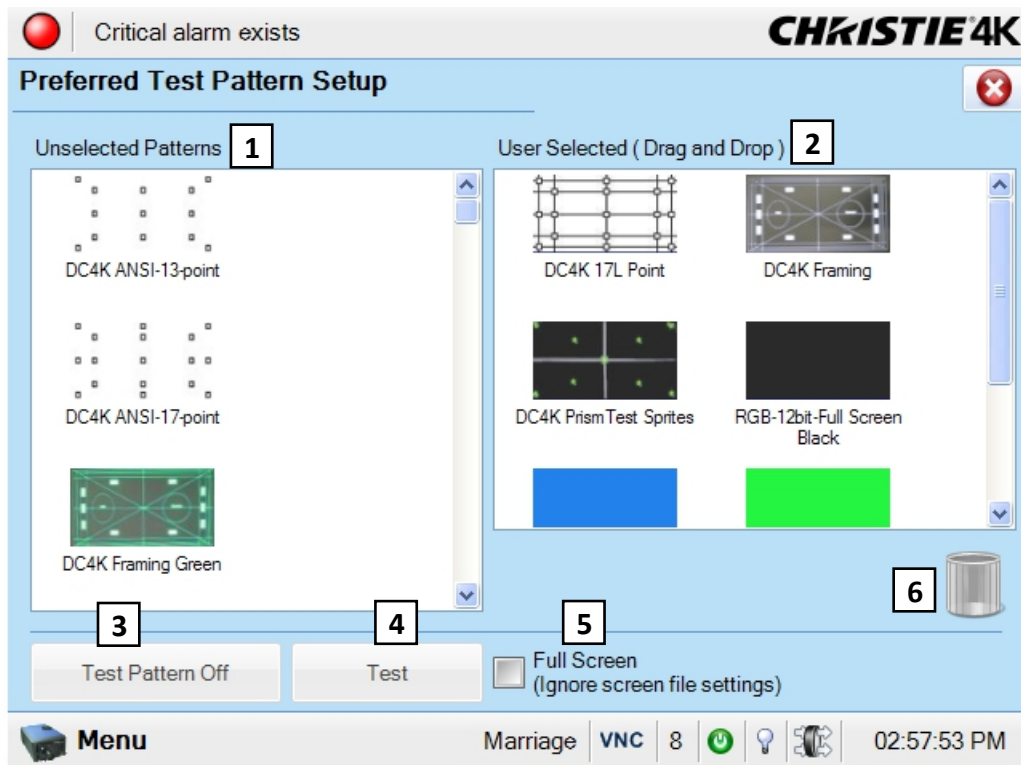 Critical alarm exists
CHRISTIE 4K
Preferred Test Pattern Setup
Unselected Patterns
1
User Selected ( Drag and Drop )
2
DC4K ANSI-13-point
DC4K ANSI-17-point
DC4K Framing Green
DC4K 17L Point
DC4K Framing
DC4K PrismTest Sprites
RGB-12bit-Full Screen
Black
6
3
4
5
Test Pattern Off
Test
Full Screen
(Ignore screen file settings)
Menu
Marriage
VNC
8
02:57:53 PM